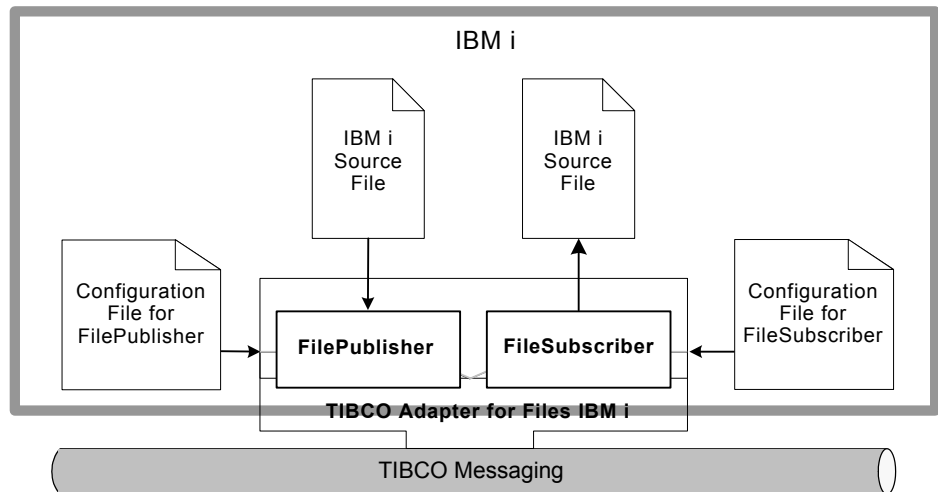 IBM i
IBM i
Source
File
IBM i
Source
File
Configuration
File for
FilePublisher
Configuration
File for
FileSubscriber
FilePublisher
FileSubscriber
TIBCO Adapter for Files IBM i
TIBCO Messaging